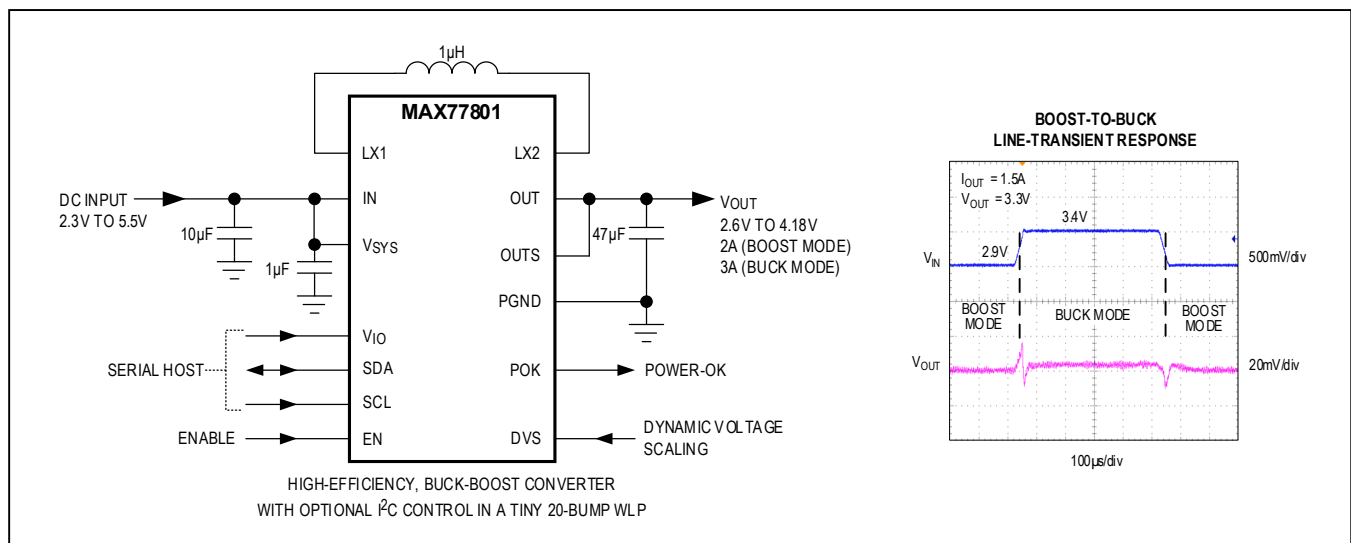 1µH
MAX77801
LX1
LX2
DC INPUT
2.3V TO 5.5V
IN
OUT
VOUT
2.6V TO 4.18V
2A (BOOST MODE)
3A (BUCK MODE)
10µF
VSYS
1µF
OUTS
47µF
PGND
SERIAL HOST
VIO
SDA
SCL
POK
POWER-OK
ENABLE
EN
DVS
DYNAMIC VOLTAGE
SCALING
HIGH-EFFICIENCY, BUCK-BOOST CONVERTER
WITH OPTIONAL I2C CONTROL IN A TINY 20-BUMP WLP
BOOST-TO-BUCK
LINE-TRANSIENT RESPONSE
IOUT = 1.5A
VOUT = 3.3V
3.4V
VIN
2.9V
500mV/div
BOOST
MODE
BUCK MODE
BOOST
MODE
VOUT
20mV/div
100µs/div